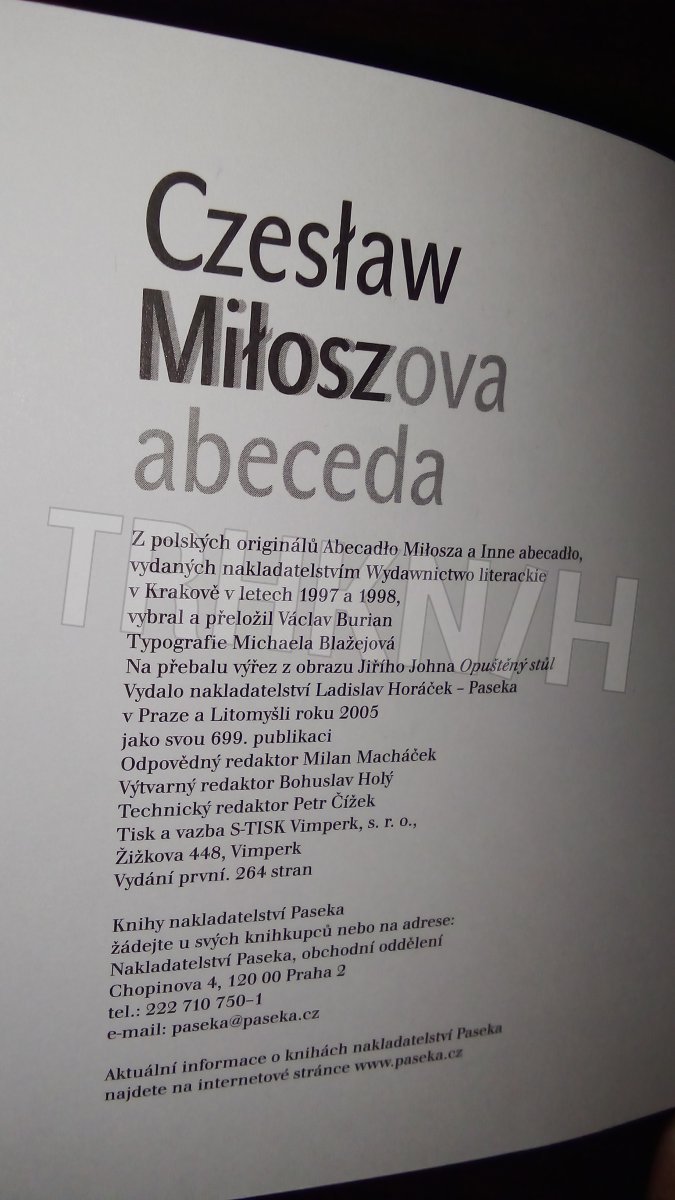 Czesław
Miłoszova
abeceda
TRHKNIH
Z polských originálů Abecadło Miłosza a Inne abecadło,
vydaných nakladatelstvím Wydawnictwo literackie
v Krakově v letech 1997 a 1998,
vybral a přeložil Václav Burian
Typografie Michaela Blažejová
Na přebalu výřez z obrazu Jiřího Johna Opuštěný stůl
Vydalo nakladatelství Ladislav Horáček – Paseka
v Praze a Litomyšli roku 2005
jako svou 699. publikaci
Odpovědný redaktor Milan Macháček
Výtvarný redaktor Bohuslav Holý
Technický redaktor Petr Čížek
Tisk a vazba S-TISK Vimperk, s. r. o.,
Žižkova 448, Vimperk
Vydání první. 264 stran
Knihy nakladatelství Paseka
žádejte u svých knihkupců nebo na adrese:
Nakladatelství Paseka, obchodní oddělení
Chopinova 4, 120 00 Praha 2
tel.: 222 710 750–1
e-mail: paseka@paseka.cz
Aktuální informace o knihách nakladatelství Paseka
najdete na internetové stránce www.paseka.cz